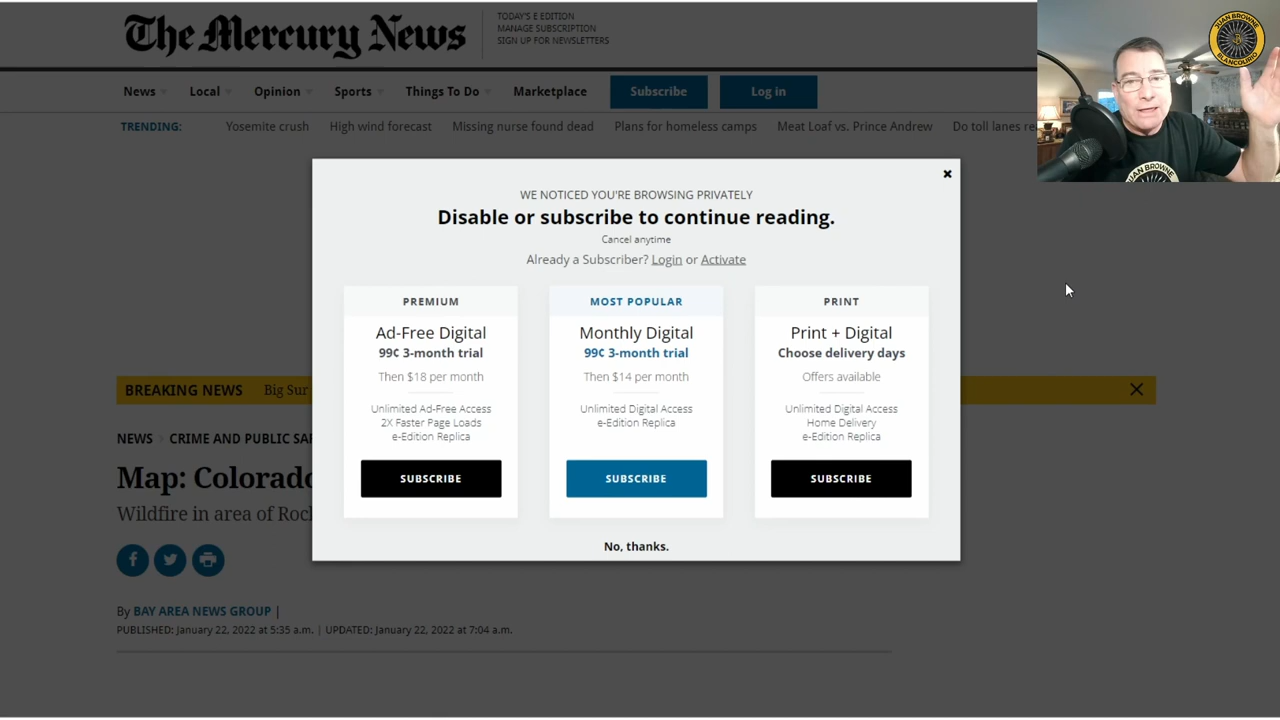 The Mercury News
TODAY'S E EDITION
MANAGE SUBSCRIPTION
SIGN UP FOR NEWSLETTERS
JUAN BROWNE
BLANCOLIRIO
News Local Opinion Sports Things To Do Marketplace Subscribe Log in
TRENDING: Yosemite crush High wind forecast Missing nurse found dead Plans for homeless camps Meat Loaf vs. Prince Andrew Do toll lanes
JUAN BROWNE
WE NOTICED YOU'RE BROWSING PRIVATELY
Disable or subscribe to continue reading.
Cancel anytime
Already a Subscriber? Login or Activate
PREMIUM
Ad-Free Digital
99¢ 3-month trial
Then $18 per month
Unlimited Ad-Free Access
2X Faster Page Loads
e-Edition Replica
SUBSCRIBE
MOST POPULAR
Monthly Digital
99¢ 3-month trial
Then $14 per month
Unlimited Digital Access
e-Edition Replica
SUBSCRIBE
PRINT
Print + Digital
Choose delivery days
Offers available
Unlimited Digital Access
Home Delivery
e-Edition Replica
SUBSCRIBE
No, thanks.
BREAKING NEWS Big Sur
NEWS > CRIME AND PUBLIC
Map: Colorado
Wildfire in area of
By BAY AREA NEWS GROUP |
PUBLISHED: January 22, 2022 at 5:35 a.m. | UPDATED: January 22, 2022 at 7:04 a.m.